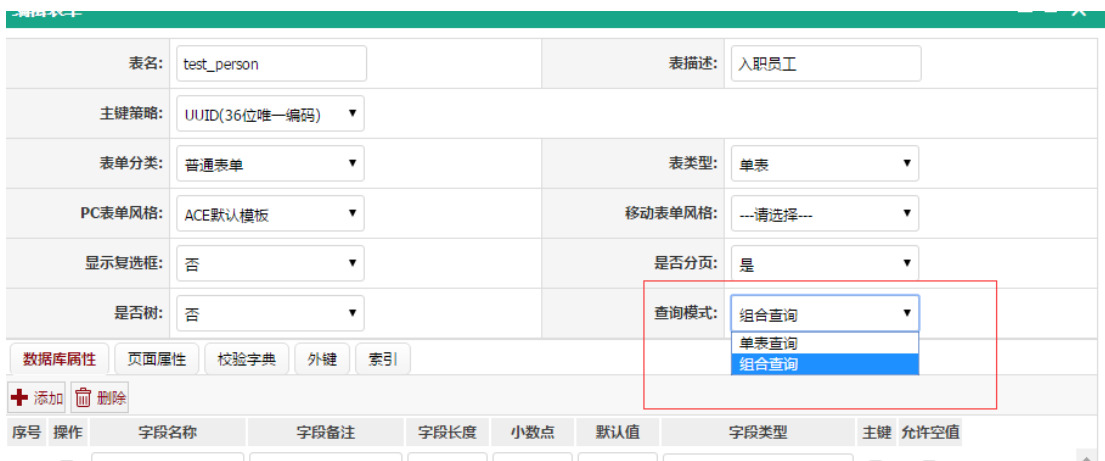 编辑表单
表名: test_person 表描述: 入职员工
主键策略: UUID(36位唯一编码)
表单分类: 普通表单 表类型: 单表
PC表单风格: ACE默认模板 移动表单风格: ---请选择---
显示复选框: 否 是否分页: 是
是否树: 否 查询模式: 组合查询
单表查询
组合查询
数据库属性 页面属性 校验字典 外键 索引
添加 删除
序号 操作 字段名称 字段备注 字段长度 小数点 默认值 字段类型 主键 允许空值